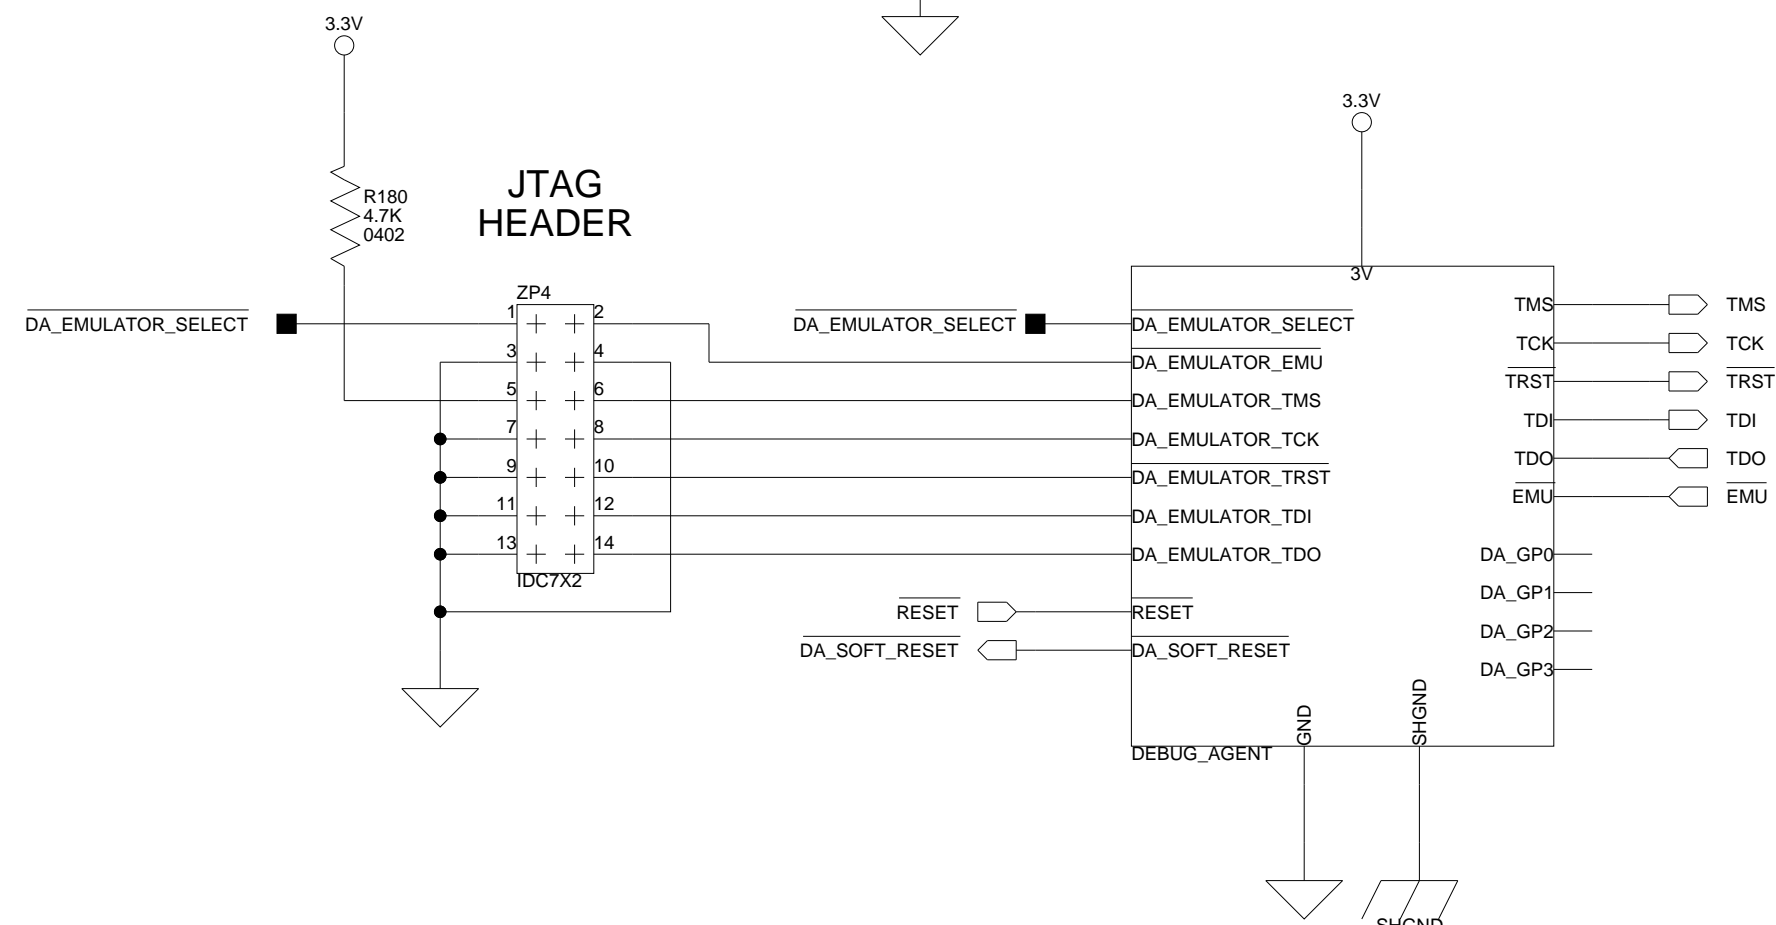 3.3V
3.3V
R180
4.7K
0402
JTAG
HEADER
ZP4
DA_EMULATOR_SELECT
1
2
3
4
5
6
7
8
9
10
11
12
13
14
IDC7X2
DA_EMULATOR_SELECT
3V
DA_EMULATOR_SELECT
DA_EMULATOR_EMU
DA_EMULATOR_TMS
DA_EMULATOR_TCK
DA_EMULATOR_TRST
DA_EMULATOR_TDI
DA_EMULATOR_TDO
RESET
RESET
DA_SOFT_RESET
DA_SOFT_RESET
TMS
TMS
TCK
TCK
TRST
TRST
TDI
TDI
TDO
TDO
EMU
EMU
DA_GP0
DA_GP1
DA_GP2
DA_GP3
GND
SHGND
DEBUG_AGENT
SHGND